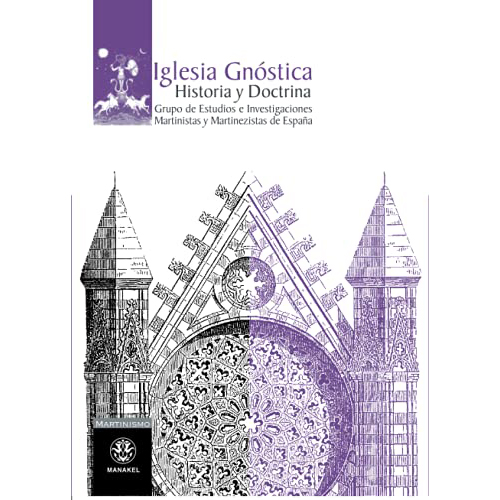 Iglesia Gnóstica
Historia y Doctrina
Grupo de Estudios e Investigaciones
Martinistas y Martinezistas de España
MARTINISMO
MANAKEL